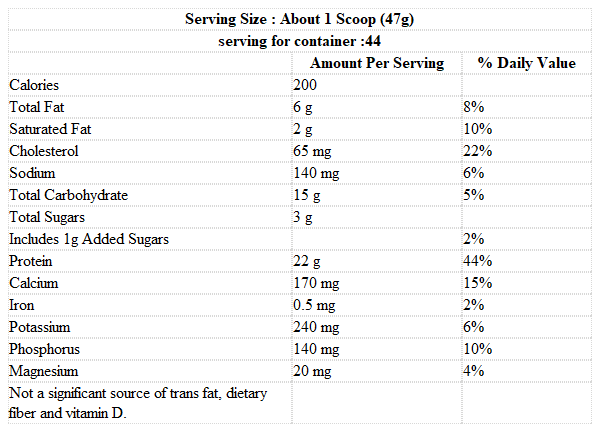 Serving Size : About 1 Scoop (47g)
serving for container :44
Amount Per Serving % Daily Value
Calories 200
Total Fat 6 g 8%
Saturated Fat 2 g 10%
Cholesterol 65 mg 22%
Sodium 140 mg 6%
Total Carbohydrate 15 g 5%
Total Sugars 3 g
Includes 1g Added Sugars 2%
Protein 22 g 44%
Calcium 170 mg 15%
Iron 0.5 mg 2%
Potassium 240 mg 6%
Phosphorus 140 mg 10%
Magnesium 20 mg 4%
Not a significant source of trans fat, dietary
fiber and vitamin D.